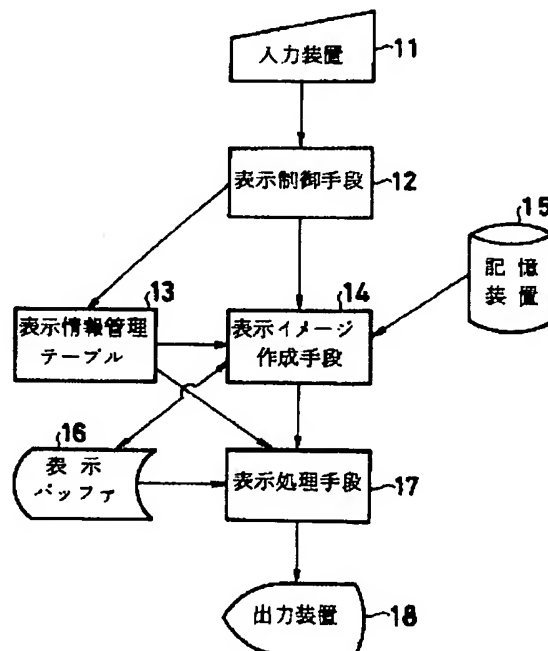 入力装置
11
表示制御手段
12
15
記憶
装置
13
表示情報管理
テーブル
14
表示イメージ
作成手段
16
表示
バッファ
表示処理手段
17
出力装置
18